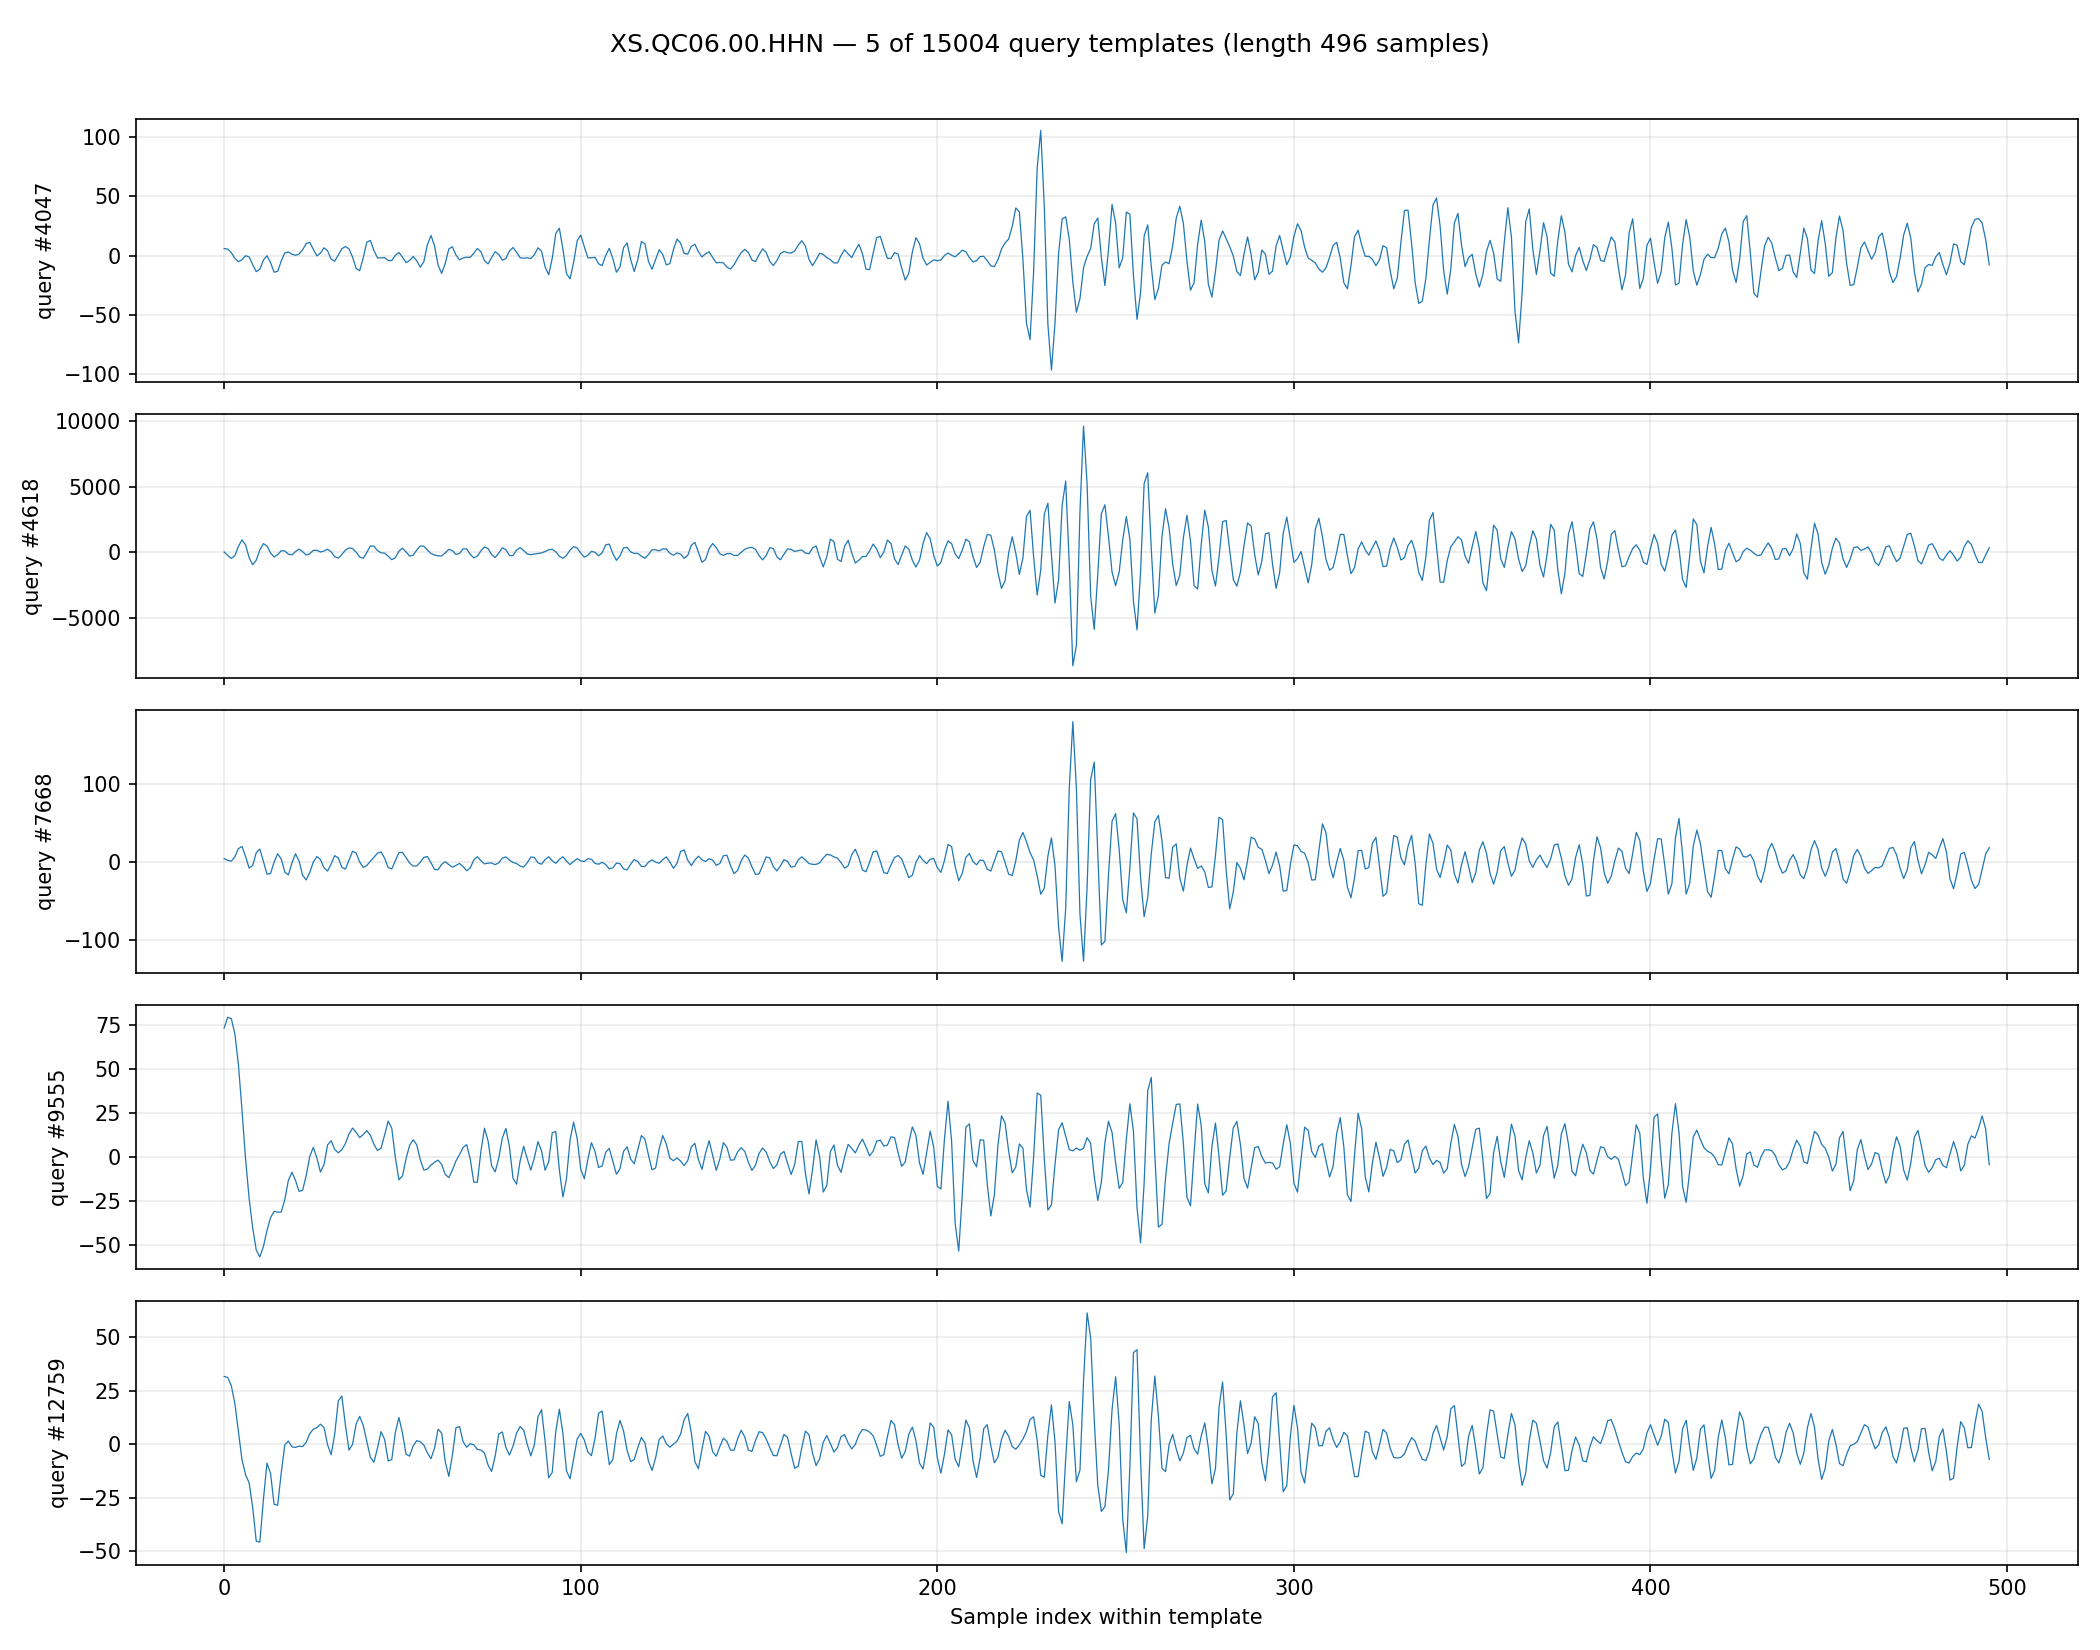 XS.QC06.00.HHN — 5 of 15004 query templates (length 496 samples)
100
50
0
−50
−100
query #4047
10000
5000
0
−5000
query #4618
100
0
−100
query #7668
75
50
25
0
−25
−50
query #9555
50
25
0
−25
−50
query #12759
0 100 200 300 400 500
Sample index within template